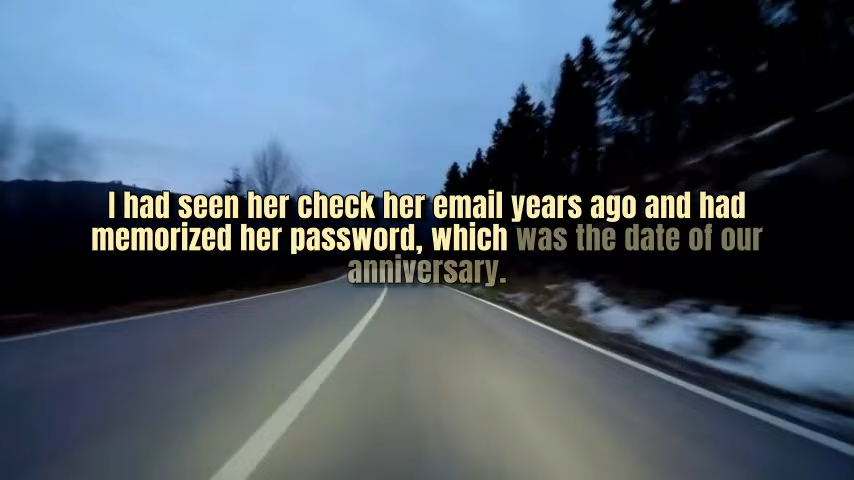 I had seen her check her email years ago and had
memorized her password, which was the date of our
anniversary.